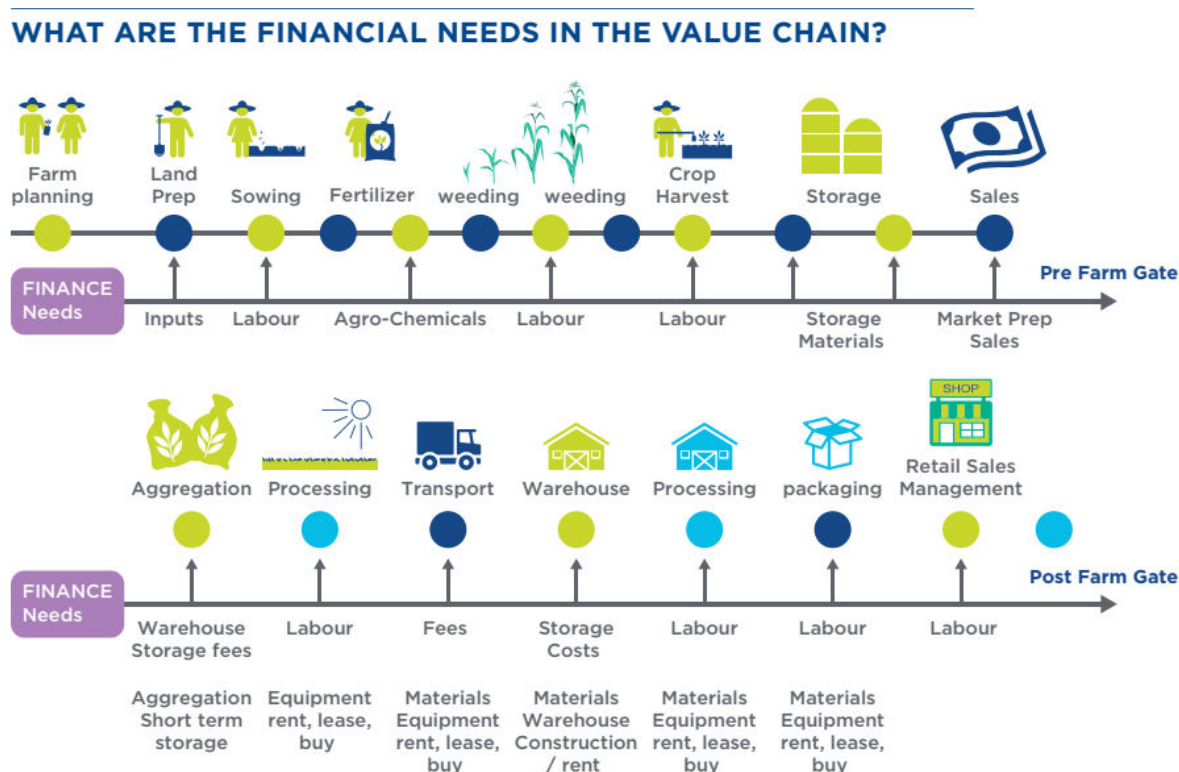 WHAT ARE THE FINANCIAL NEEDS IN THE VALUE CHAIN?
Farm
planning
Land
Prep
Sowing
Fertilizer
weeding
weeding
Crop
Harvest
Storage
Sales
Pre Farm Gate
FINANCE
Needs
Inputs
Labour
Agro-Chemicals
Labour
Labour
Storage
Materials
Market Prep
Sales
SHOP
Aggregation
Processing
Transport
Warehouse
Processing
packaging
Retail Sales
Management
Post Farm Gate
FINANCE
Needs
Warehouse
Storage fees
Labour
Fees
Storage
Costs
Labour
Labour
Labour
Aggregation
Short term
storage
Equipment
rent, lease,
buy
Materials
Equipment
rent, lease,
buy
Materials
Warehouse
Construction
/ rent
Materials
Equipment
rent, lease,
buy
Materials
Equipment
rent, lease,
buy